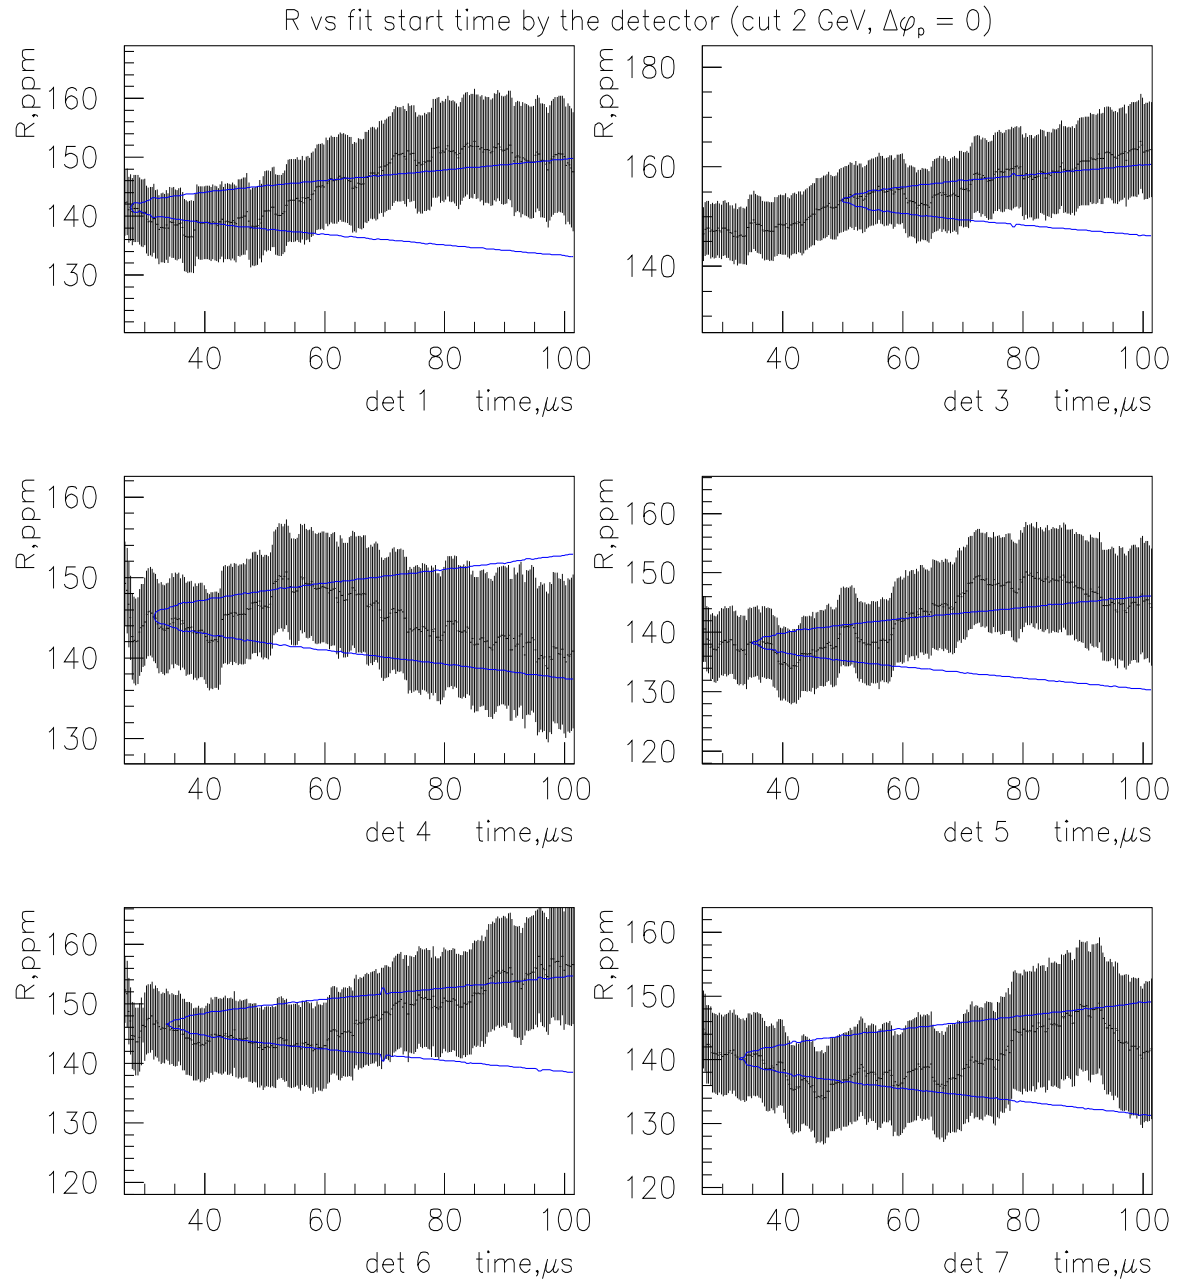 R vs fit start time by the detector (cut 2 GeV, Δφₚ = 0)
R,ppm
160
150
140
130
40 60 80 100
det 1 time,μs
R,ppm
180
160
140
40 60 80 100
det 3 time,μs
R,ppm
160
150
140
130
40 60 80 100
det 4 time,μs
R,ppm
160
150
140
130
120
40 60 80 100
det 5 time,μs
R,ppm
160
150
140
130
120
40 60 80 100
det 6 time,μs
R,ppm
160
150
140
130
120
40 60 80 100
det 7 time,μs